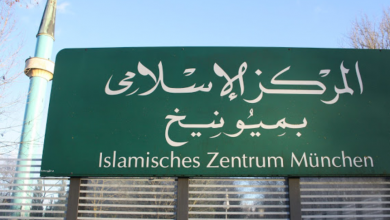 المركز الإسلامي
بميونيخ
Islamisches Zentrum München